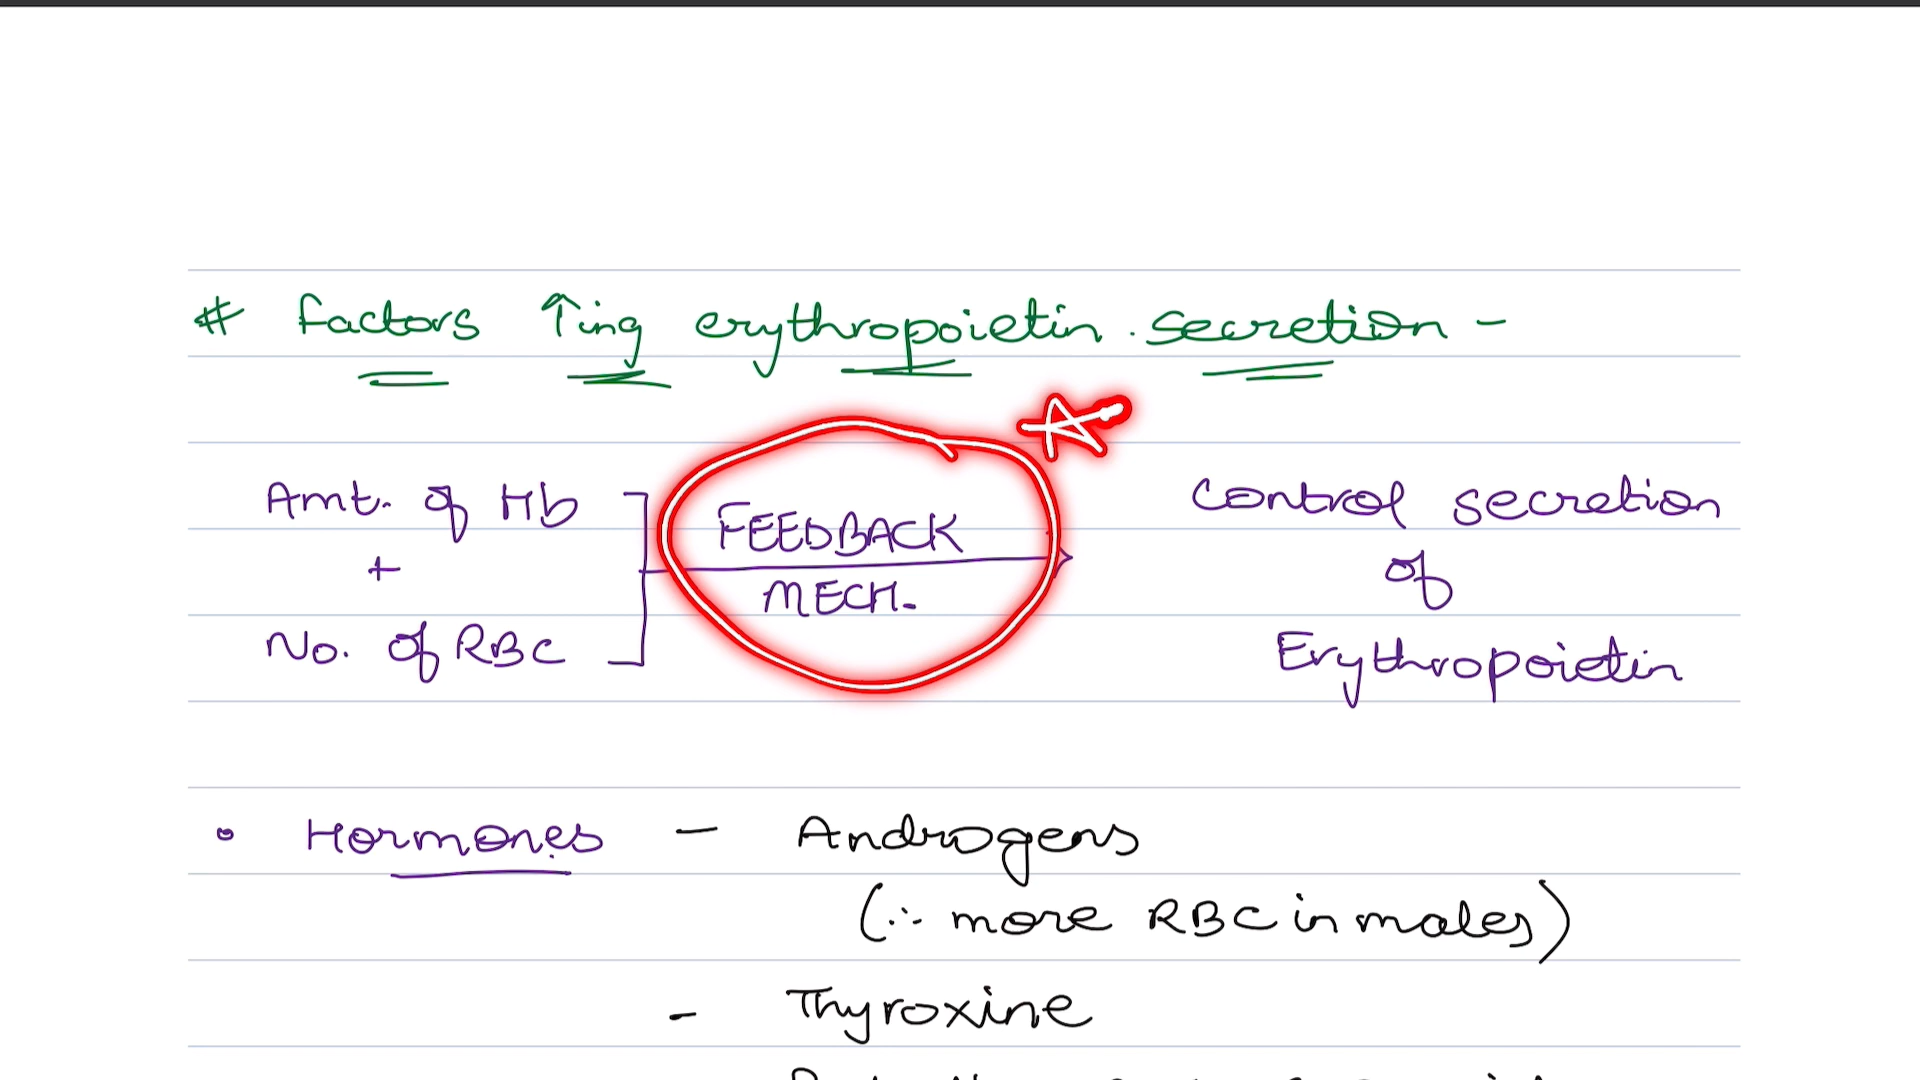 # factors ↑ing erythropoietin secretion -
Amt. of Hb
+
No. of RBC
FEEDBACK
MECH.
control secretion
of
Erythropoietin
• Hormones - Androgens
(∴ more RBC in males)
- Thyroxine